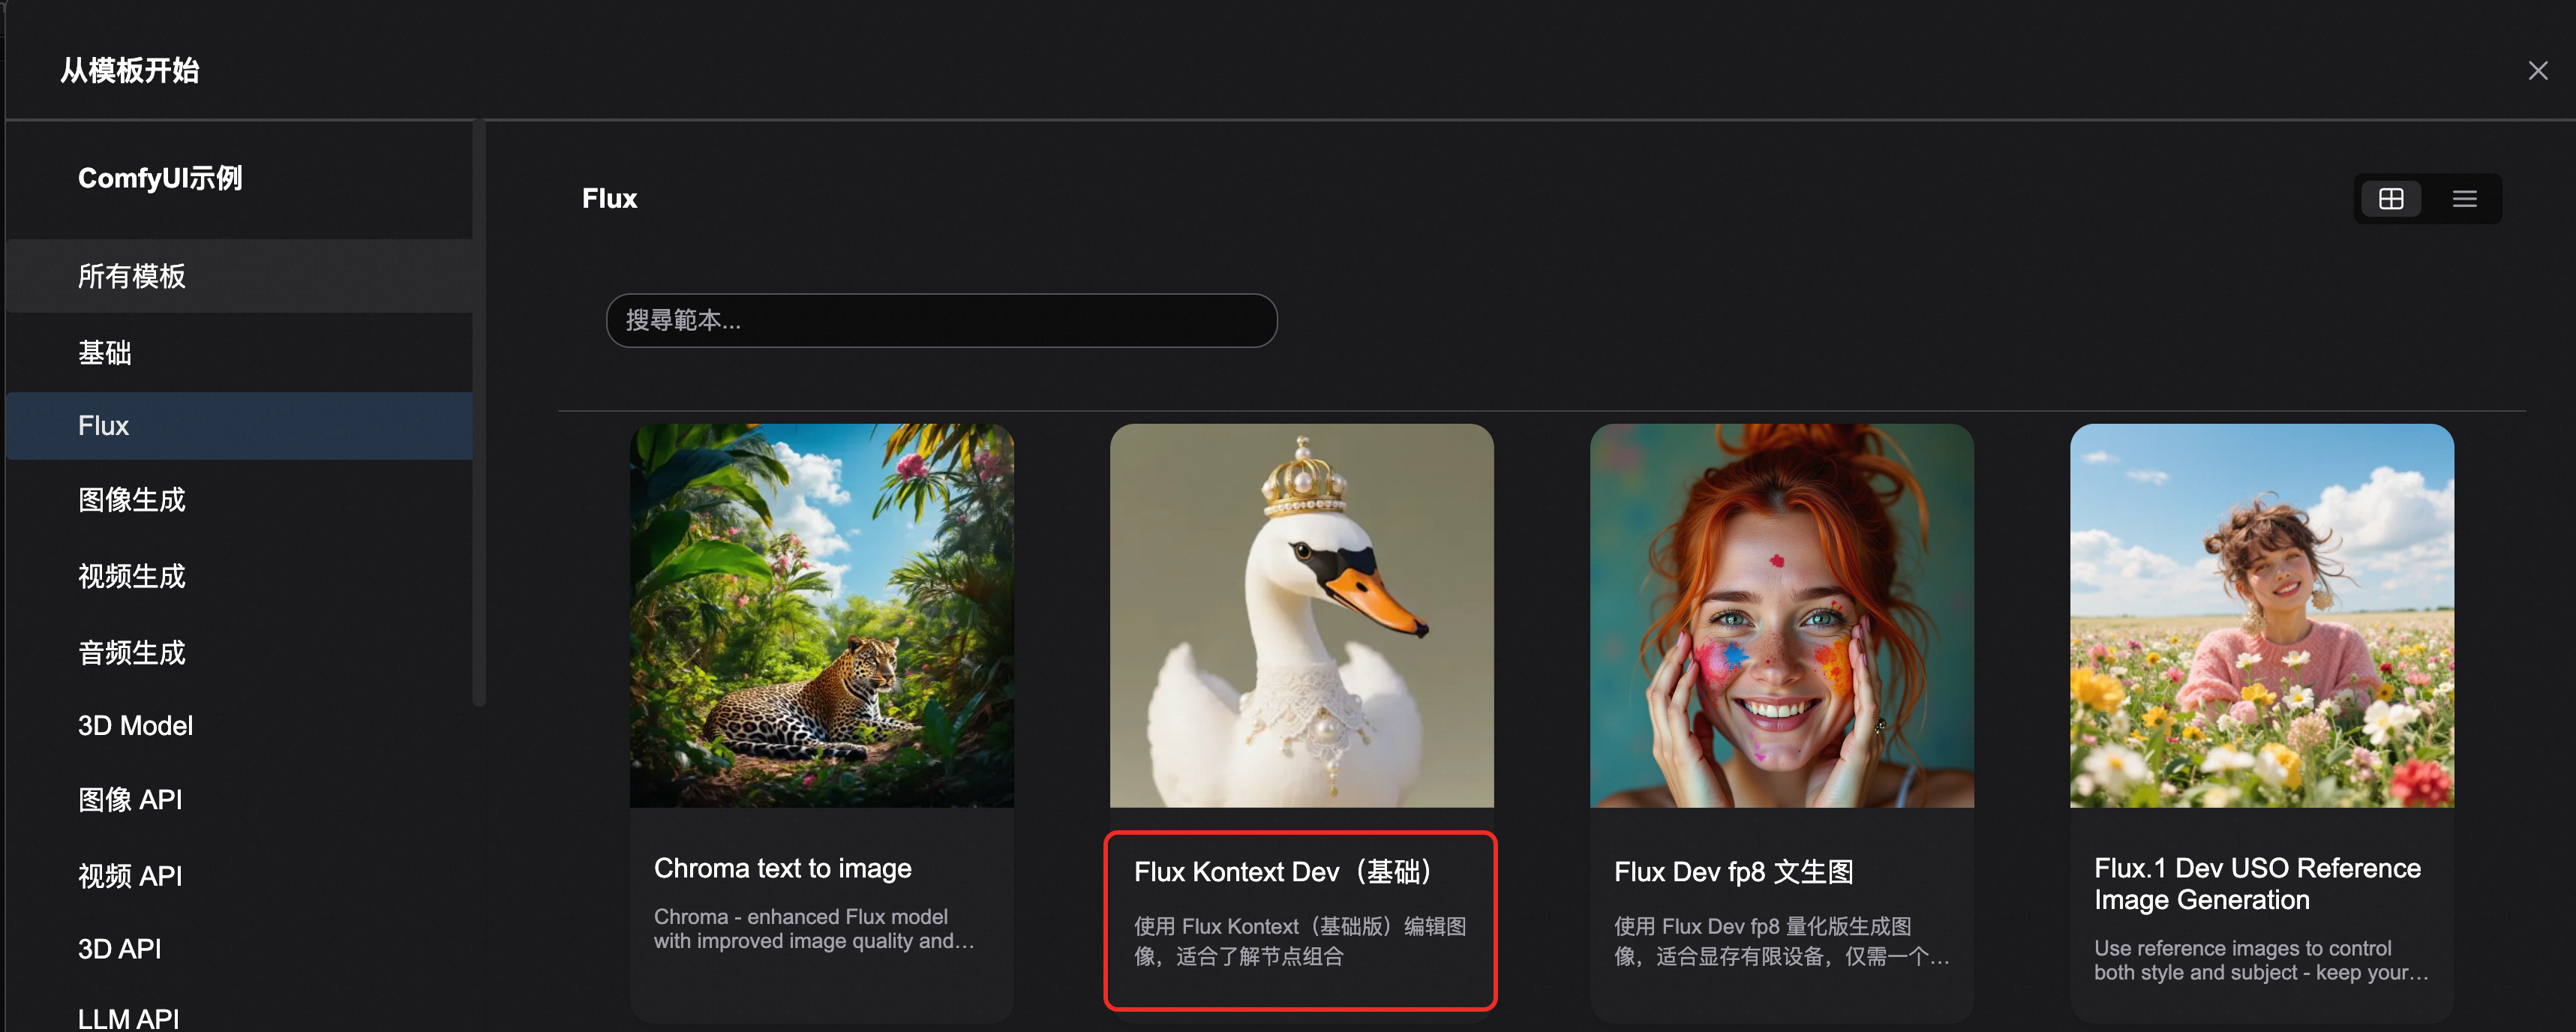 从模板开始
ComfyUI示例
所有模板
基础
Flux
图像生成
视频生成
音频生成
3D Model
图像 API
视频 API
3D API
LLM API
Flux
搜尋範本...
Chroma text to image
Chroma - enhanced Flux model
with improved image quality and...
Flux Kontext Dev（基础）
使用 Flux Kontext（基础版）编辑图
像，适合了解节点组合
Flux Dev fp8 文生图
使用 Flux Dev fp8 量化版生成图
像，适合显存有限设备，仅需一个...
Flux.1 Dev USO Reference
Image Generation
Use reference images to control
both style and subject - keep your...